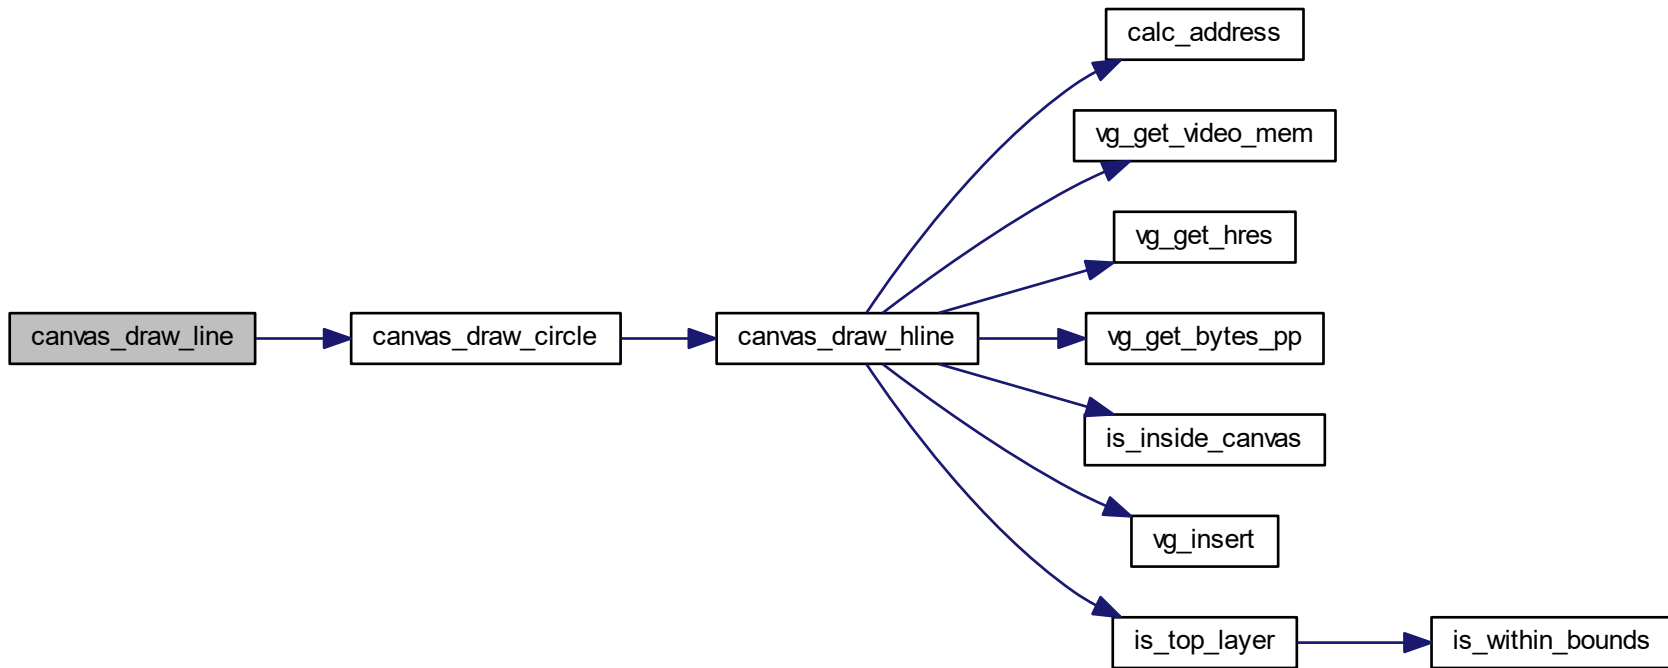 calc_address
vg_get_video_mem
vg_get_hres
canvas_draw_line
canvas_draw_circle
canvas_draw_hline
vg_get_bytes_pp
is_inside_canvas
vg_insert
is_top_layer
is_within_bounds